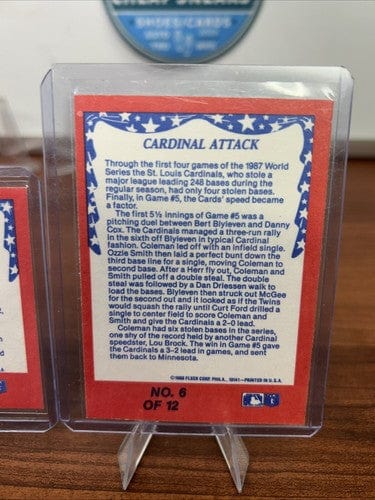 SHOES/CARDS
CARDINAL ATTACK
Through the first four games of the 1987 World
Series the St. Louis Cardinals, who stole a
major league leading 248 bases during the
regular season, had only four stolen bases.
Finally, in Game #5, the Cards' speed became
a factor.
The first 5½ innings of Game #5 was a
pitching duel between Bert Blyleven and Danny
Cox. The Cardinals managed a three-run rally
in the sixth off Blyleven in typical Cardinal
fashion. Coleman led off with an infield single.
Ozzie Smith then laid a perfect bunt down the
third base line for a single, moving Coleman to
second base. After a Herr fly out, Coleman and
Smith pulled off a double steal. The double
steal was followed by a Dan Driessen walk to
load the bases. Blyleven then struck out McGee
for the second out and it looked as if the Twins
would squash the rally until Curt Ford drilled a
single to center field to score Coleman and
Smith and give the Cardinals a 2–0 lead.
Coleman had six stolen bases in the series,
one shy of the record held by another Cardinal
speedster, Lou Brock. The win in Game #5 gave
the Cardinals a 3–2 lead in games, and sent
them back to Minnesota.
©1988 FLEER CORP. PHILA., 19141—PRINTED IN U.S.A.
NO. 6
OF 12